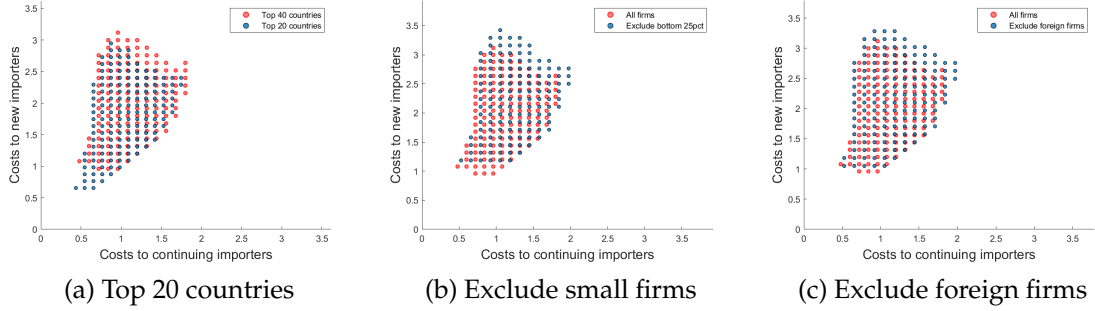 Top 40 countries
Top 20 countries
Costs to new importers
3.5
3
2.5
2
1.5
1
0.5
0
0 0.5 1 1.5 2 2.5 3 3.5
Costs to continuing importers
(a) Top 20 countries
All firms
Exclude bottom 25pct
Costs to new importers
3.5
3
2.5
2
1.5
1
0.5
0
0 0.5 1 1.5 2 2.5 3 3.5
Costs to continuing importers
(b) Exclude small firms
All firms
Exclude foreign firms
Costs to new importers
3.5
3
2.5
2
1.5
1
0.5
0
0 0.5 1 1.5 2 2.5 3 3.5
Costs to continuing importers
(c) Exclude foreign firms